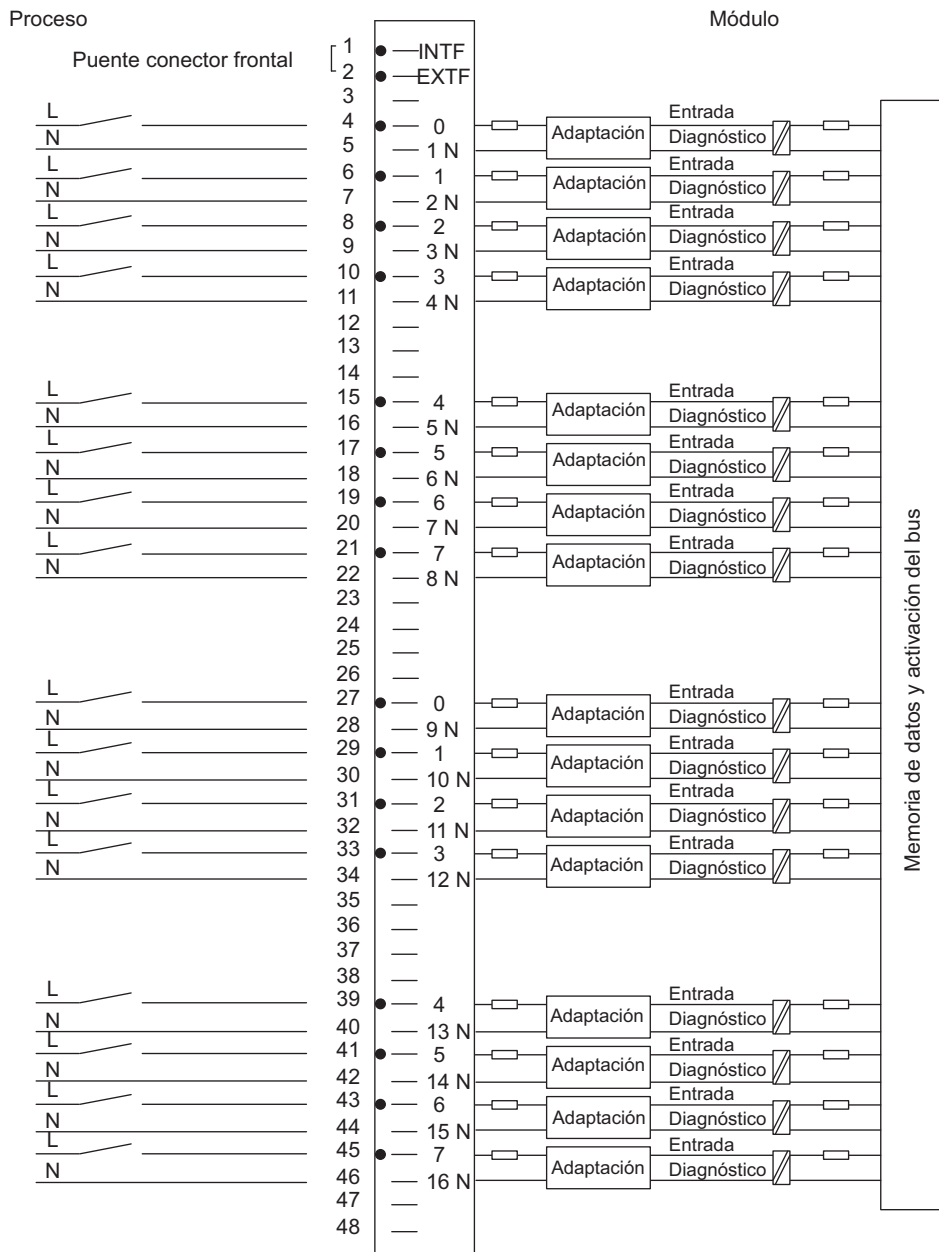 Proceso Módulo
Puente conector frontal
1 INTF
2 EXTF
3
L 4 0 Adaptación Entrada
N 5 1 N Diagnóstico
L 6 1 Adaptación Entrada
N 7 2 N Diagnóstico
L 8 2 Adaptación Entrada
N 9 3 N Diagnóstico
L 10 3 Adaptación Entrada
N 11 4 N Diagnóstico
12
13
14
L 15 4 Adaptación Entrada
N 16 5 N Diagnóstico
L 17 5 Adaptación Entrada
N 18 6 N Diagnóstico
L 19 6 Adaptación Entrada
N 20 7 N Diagnóstico
L 21 7 Adaptación Entrada
N 22 8 N Diagnóstico
23
24
25
26
L 27 0 Adaptación Entrada
N 28 9 N Diagnóstico
L 29 1 Adaptación Entrada
N 30 10 N Diagnóstico
L 31 2 Adaptación Entrada
N 32 11 N Diagnóstico
L 33 3 Adaptación Entrada
N 34 12 N Diagnóstico
35
36
37
38
L 39 4 Adaptación Entrada
N 40 13 N Diagnóstico
L 41 5 Adaptación Entrada
N 42 14 N Diagnóstico
L 43 6 Adaptación Entrada
N 44 15 N Diagnóstico
L 45 7 Adaptación Entrada
N 46 16 N Diagnóstico
47
48
Memoria de datos y activación del bus